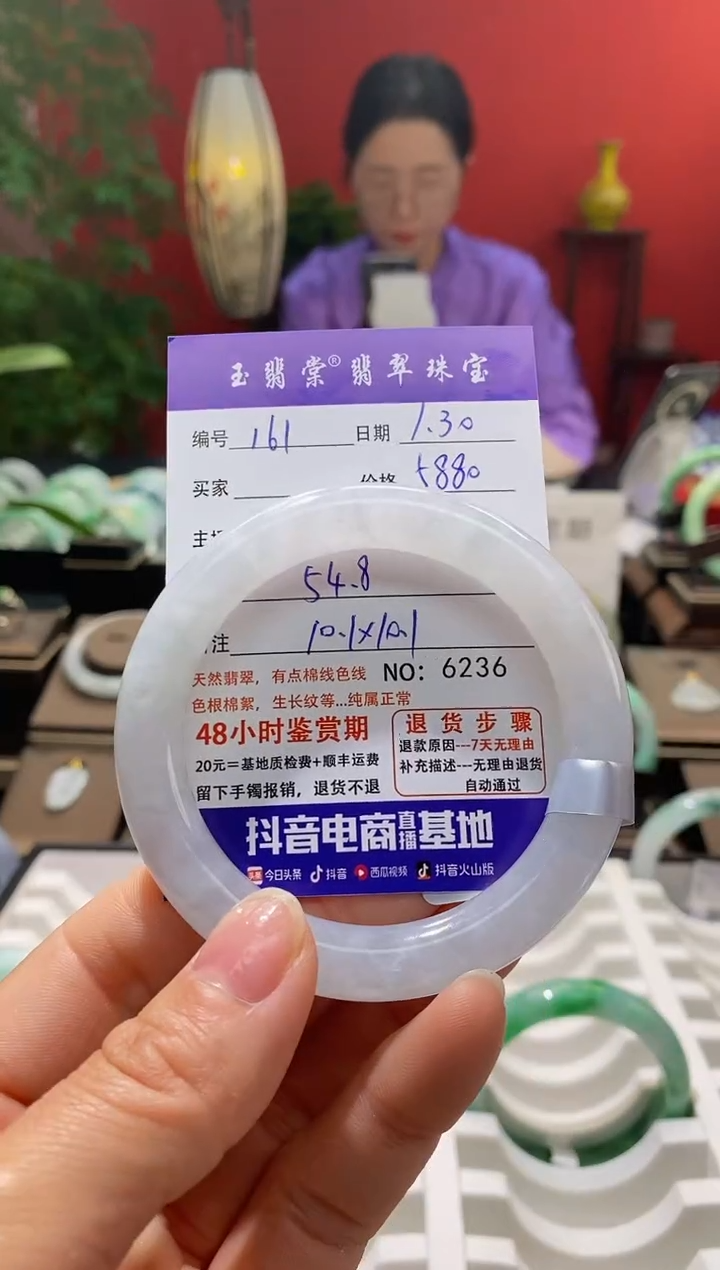 玉翡棠®翡翠珠宝
编号 161 日期 1.30
买家 价格 5880
54.8
注 10.1×10.1
天然翡翠，有点棉线色线 NO：6236
色根棉絮，生长纹等...纯属正常
48小时鉴赏期
20元＝基地质检费+顺丰运费
留下手镯报销，退货不退
退货步骤
退款原因---7天无理由
补充描述---无理由退货
自动通过
抖音电商直播基地
头条 今日头条 抖音 西瓜视频 抖音火山版